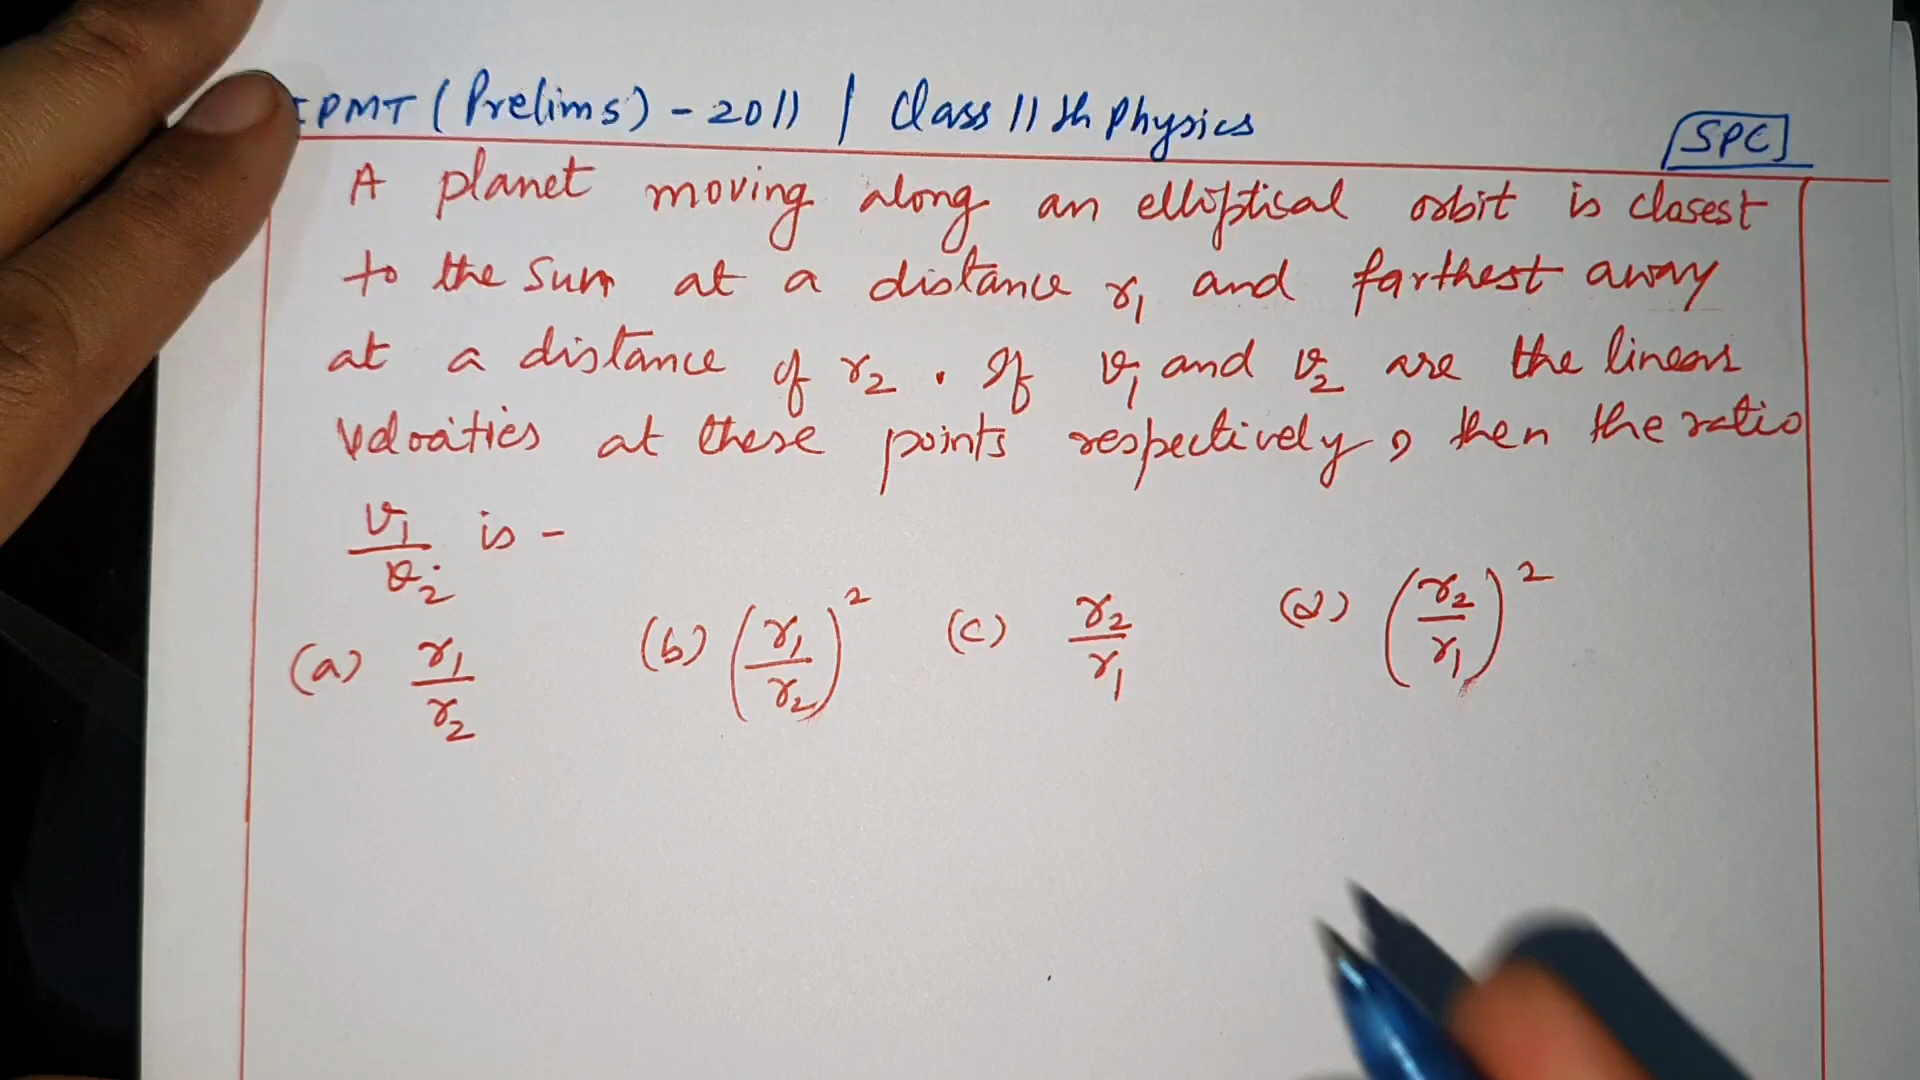 IPMT (Prelims) - 2011 | Class 11th Physics
SPC
A planet moving along an elliptical orbit is closest
to the Sun at a distance r₁ and farthest away
at a distance of r₂. If v₁ and v₂ are the linear
velocities at these points respectively, then the ratio
v₁/v₂ is -
(a) r₁/r₂ (b) (r₁/r₂)² (c) r₂/r₁ (d) (r₂/r₁)²